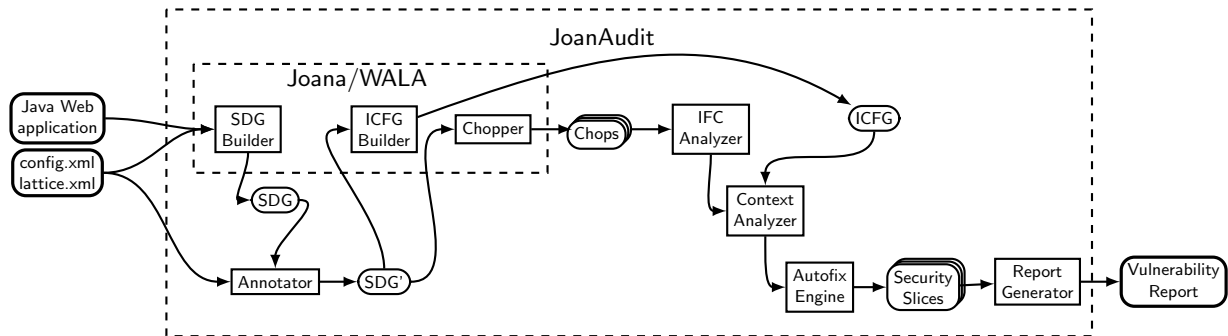 JoanAudit
Joana/WALA
Java Web
application
config.xml
lattice.xml
SDG
Builder
ICFG
Builder
Chopper
Chops
IFC
Analyzer
ICFG
SDG
Context
Analyzer
Annotator
SDG'
Autofix
Engine
Security
Slices
Report
Generator
Vulnerability
Report